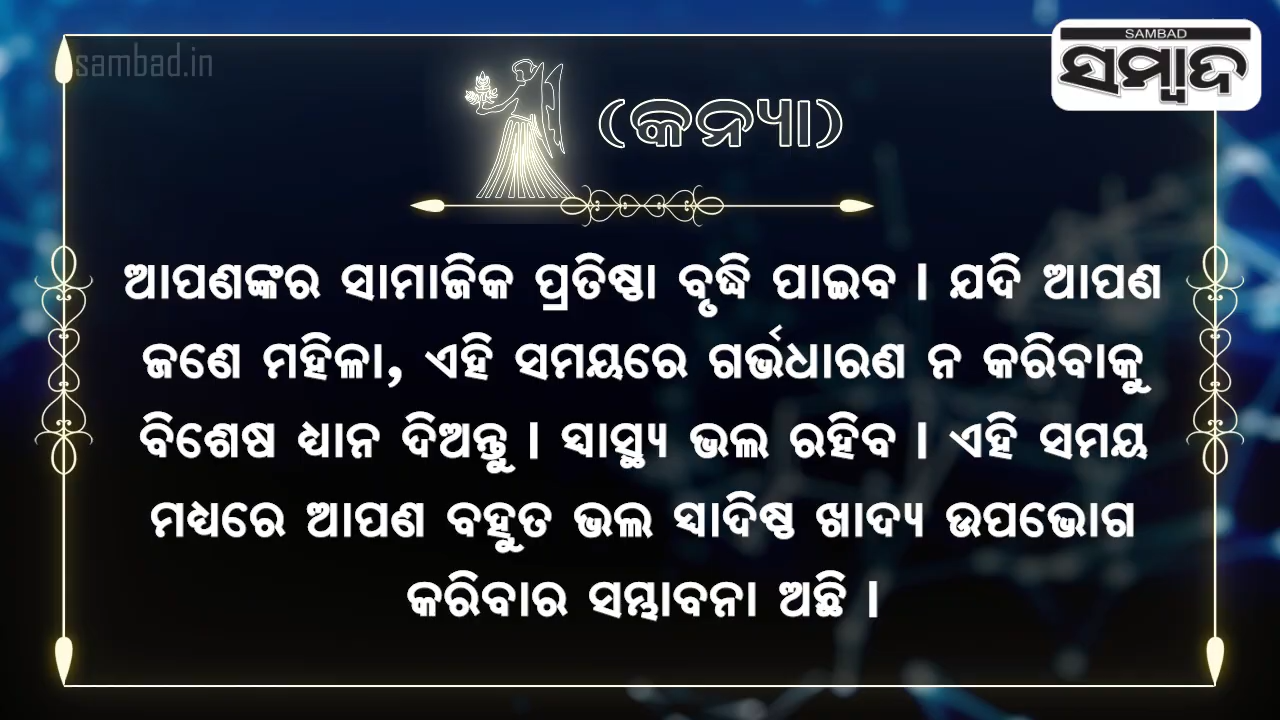 sambad.in
SAMBAD
ସମ୍ବାଦ
(କନ୍ୟା)
ଆପଣଙ୍କର ସାମାଜିକ ପ୍ରତିଷ୍ଠା ବୃଦ୍ଧି ପାଇବ । ଯଦି ଆପଣ
ଜଣେ ମହିଳା, ଏହି ସମୟରେ ଗର୍ଭଧାରଣ ନ କରିବାକୁ
ବିଶେଷ ଧ୍ୟାନ ଦିଅନ୍ତୁ । ସ୍ୱାସ୍ଥ୍ୟ ଭଲ ରହିବ । ଏହି ସମୟ
ମଧ୍ୟରେ ଆପଣ ବହୁତ ଭଲ ସ୍ୱାଦିଷ୍ଟ ଖାଦ୍ୟ ଉପଭୋଗ
କରିବାର ସମ୍ଭାବନା ଅଛି ।